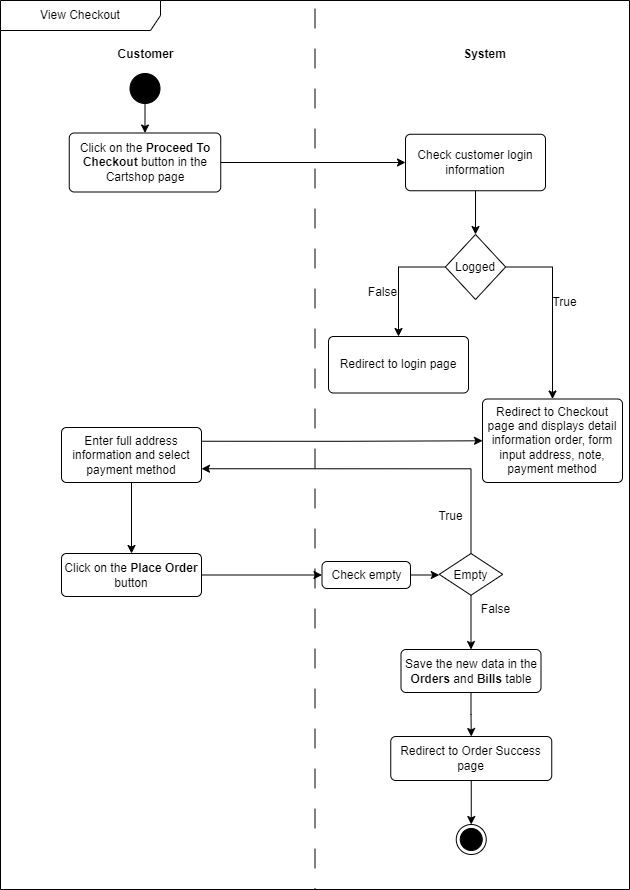 View Checkout
Customer
System
Click on the Proceed To
Checkout button in the
Cartshop page
Check customer login
information
Logged
False
True
Redirect to login page
Redirect to Checkout
page and displays detail
information order, form
input address, note,
payment method
Enter full address
information and select
payment method
True
Click on the Place Order
button
Check empty
Empty
False
Save the new data in the
Orders and Bills table
Redirect to Order Success
page